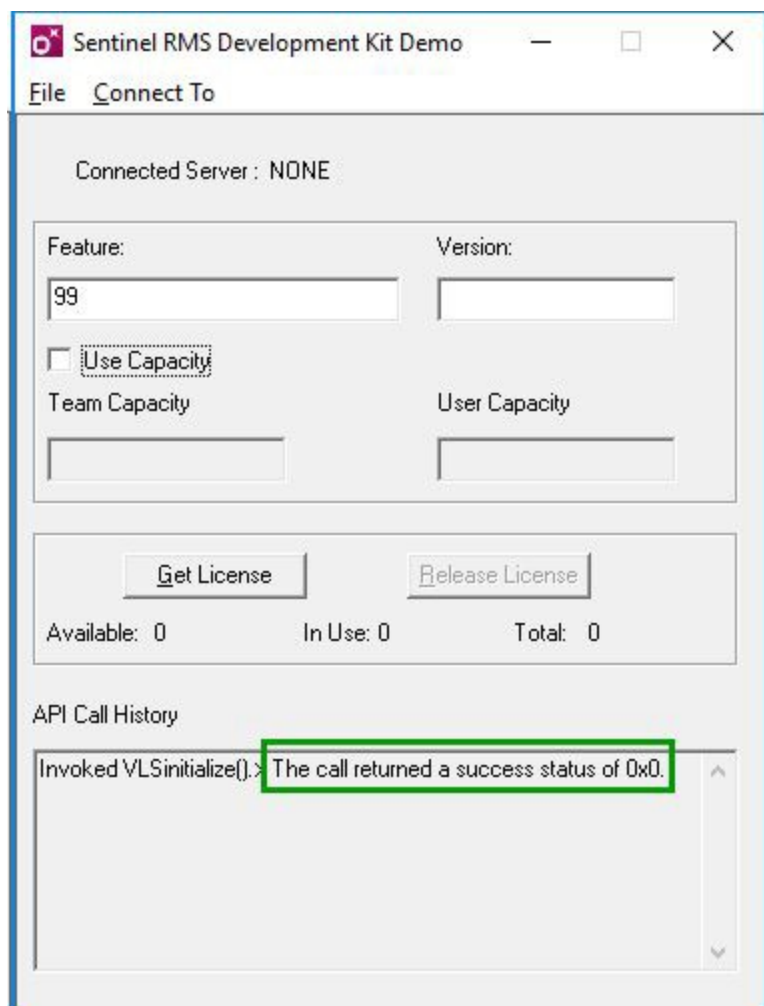 Sentinel RMS Development Kit Demo
File Connect To
Connected Server : NONE
Feature: Version:
99
Use Capacity
Team Capacity User Capacity
Get License Release License
Available: 0 In Use: 0 Total: 0
API Call History
Invoked VLSinitialize().> The call returned a success status of 0x0.